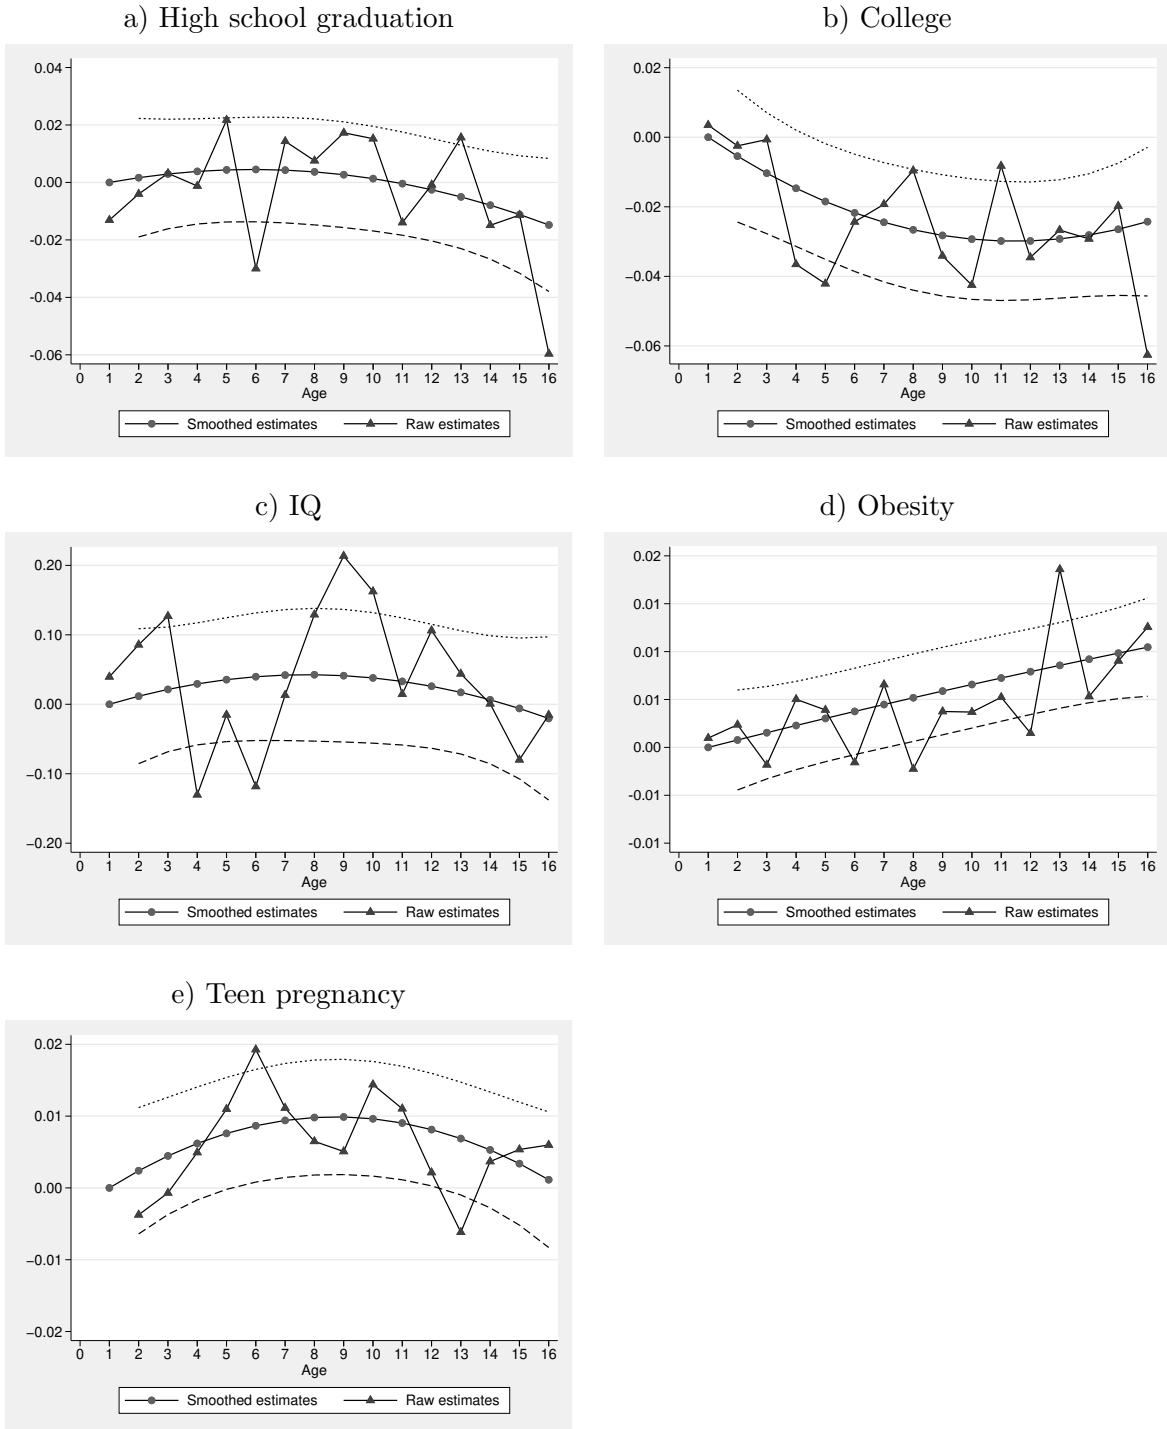 a) High school graduation
0.04
0.02
0.00
-0.02
-0.04
-0.06
0 1 2 3 4 5 6 7 8 9 10 11 12 13 14 15 16
Age
Smoothed estimates Raw estimates
b) College
0.02
0.00
−0.02
−0.04
−0.06
0 1 2 3 4 5 6 7 8 9 10 11 12 13 14 15 16
Age
Smoothed estimates Raw estimates
c) IQ
0.20
0.10
0.00
−0.10
−0.20
0 1 2 3 4 5 6 7 8 9 10 11 12 13 14 15 16
Age
Smoothed estimates Raw estimates
d) Obesity
0.02
0.01
0.01
0.01
0.00
-0.01
-0.01
0 1 2 3 4 5 6 7 8 9 10 11 12 13 14 15 16
Age
Smoothed estimates Raw estimates
e) Teen pregnancy
0.02
0.01
0.00
−0.01
−0.02
0 1 2 3 4 5 6 7 8 9 10 11 12 13 14 15 16
Age
Smoothed estimates Raw estimates